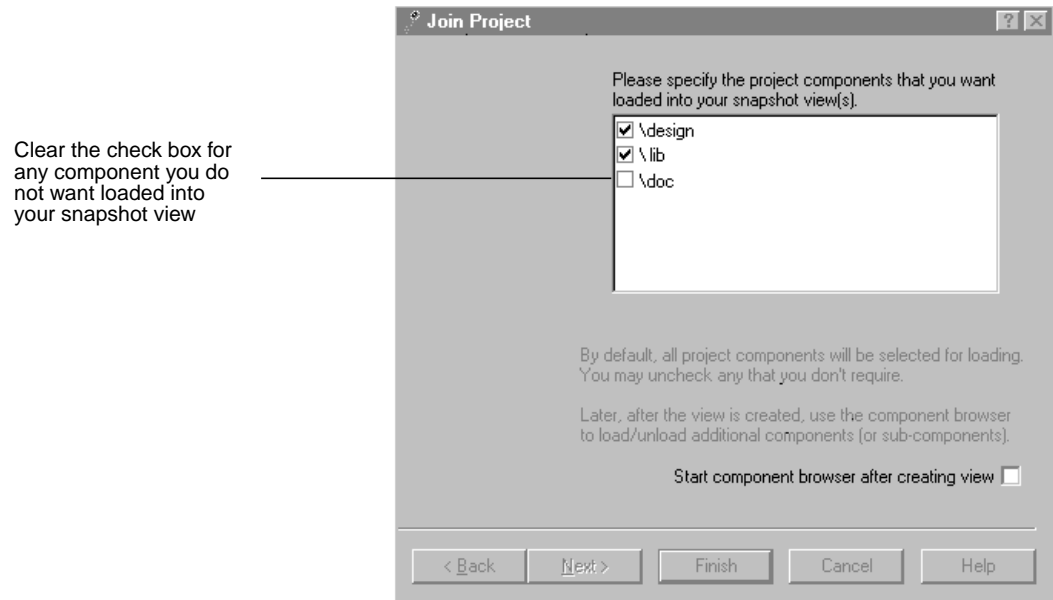 Join Project
Please specify the project components that you want
loaded into your snapshot view(s).
\design
\ lib
\doc
Clear the check box for
any component you do
not want loaded into
your snapshot view
By default, all project components will be selected for loading.
You may uncheck any that you don't require.
Later, after the view is created, use the component browser
to load/unload additional components (or sub-components).
Start component browser after creating view
< Back Next > Finish Cancel Help